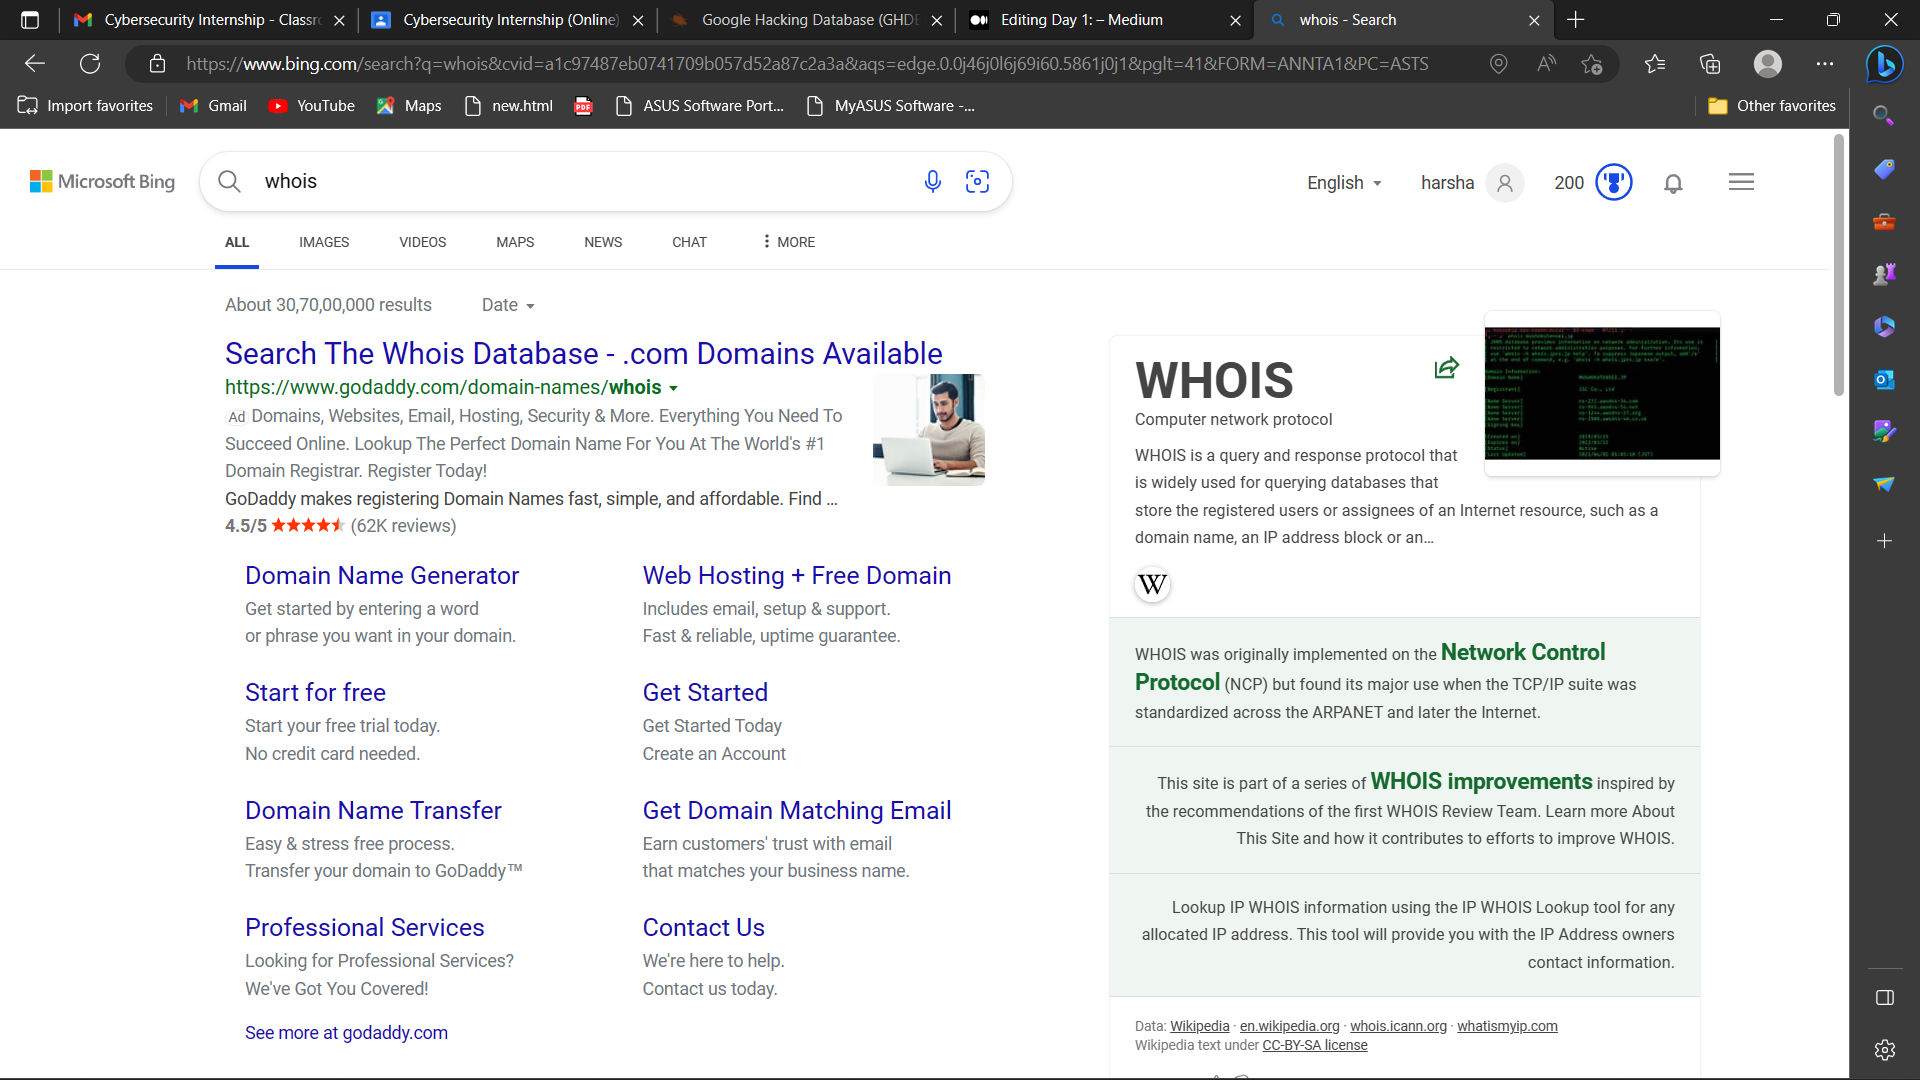 Cybersecurity Internship - Classr
Cybersecurity Internship (Online)
Google Hacking Database (GHDB
Editing Day 1: – Medium
whois - Search
https://www.bing.com/search?q=whois&cvid=a1c97487eb0741709b057d52a87c2a3a&aqs=edge.0.0j46j0l6j69i60.5861j0j1&pglt=41&FORM=ANNTA1&PC=ASTS
Import favorites
Gmail
YouTube
Maps
new.html
PDF
ASUS Software Port...
MyASUS Software -...
Other favorites
Microsoft Bing
whois
English
harsha
200
ALL
IMAGES
VIDEOS
MAPS
NEWS
CHAT
MORE
About 30,70,00,000 results
Date
Search The Whois Database - .com Domains Available
https://www.godaddy.com/domain-names/whois
Ad Domains, Websites, Email, Hosting, Security & More. Everything You Need To
Succeed Online. Lookup The Perfect Domain Name For You At The World's #1
Domain Registrar. Register Today!
GoDaddy makes registering Domain Names fast, simple, and affordable. Find ...
4.5/5 (62K reviews)
Domain Name Generator
Get started by entering a word
or phrase you want in your domain.
Web Hosting + Free Domain
Includes email, setup & support.
Fast & reliable, uptime guarantee.
Start for free
Start your free trial today.
No credit card needed.
Get Started
Get Started Today
Create an Account
Domain Name Transfer
Easy & stress free process.
Transfer your domain to GoDaddy™
Get Domain Matching Email
Earn customers' trust with email
that matches your business name.
Professional Services
Looking for Professional Services?
We've Got You Covered!
Contact Us
We're here to help.
Contact us today.
See more at godaddy.com
WHOIS
Computer network protocol
WHOIS is a query and response protocol that
is widely used for querying databases that
store the registered users or assignees of an Internet resource, such as a
domain name, an IP address block or an...
W
WHOIS was originally implemented on the Network Control
Protocol (NCP) but found its major use when the TCP/IP suite was
standardized across the ARPANET and later the Internet.
This site is part of a series of WHOIS improvements inspired by
the recommendations of the first WHOIS Review Team. Learn more About
This Site and how it contributes to efforts to improve WHOIS.
Lookup IP WHOIS information using the IP WHOIS Lookup tool for any
allocated IP address. This tool will provide you with the IP Address owners
contact information.
Data: Wikipedia · en.wikipedia.org · whois.icann.org · whatismyip.com
Wikipedia text under CC-BY-SA license